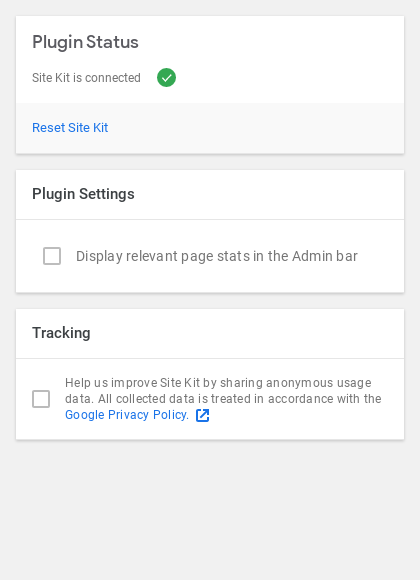 Plugin Status
Site Kit is connected
Reset Site Kit
Plugin Settings
Display relevant page stats in the Admin bar
Tracking
Help us improve Site Kit by sharing anonymous usage
data. All collected data is treated in accordance with the
Google Privacy Policy.